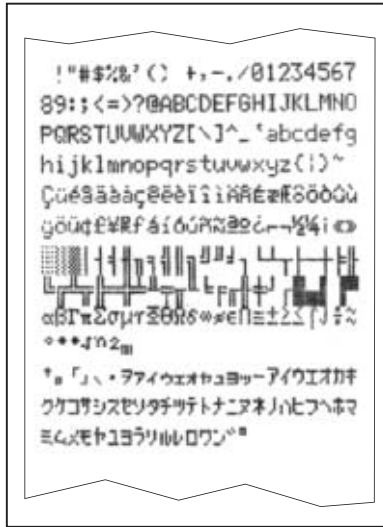 !"#$%&'() +,-./01234567
89:;<=>?@ABCDEFGHIJKLMNO
PQRSTUVWXYZ[\]^_`abcdefg
hijklmnopqrstuvwxyz{|}~
ÇüéâäàåçêëèïîìÄÅÉæÆôöòûù
ÿÖÜ¢£¥ƒáíóúñѪº¿⌐¬½¼¡«»
αβΓπΣσμτΦΘΩδ∞∈∩≡±≥≤⌠⌡÷≈
√ⁿ²
「」、・ヲァィゥェォャュョッーアイウエオカキ
クケコサシスセソタチツテトナニヌネノハヒフヘホマ
ミムメモヤユヨラリルレロワン゛゜